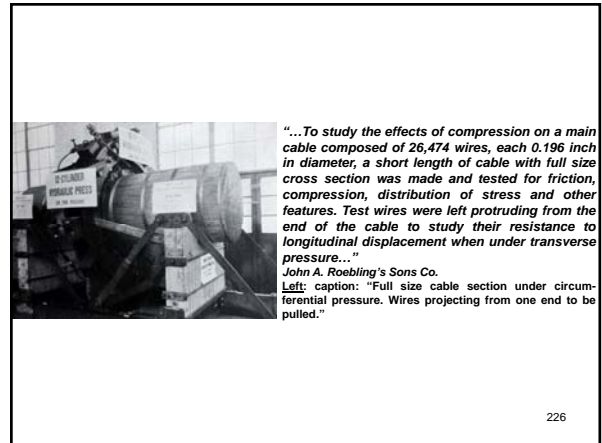 12-CYLINDER
HYDRAULIC PRESS
“…To study the effects of compression on a main
cable composed of 26,474 wires, each 0.196 inch
in diameter, a short length of cable with full size
cross section was made and tested for friction,
compression, distribution of stress and other
features. Test wires were left protruding from the
end of the cable to study their resistance to
longitudinal displacement when under transverse
pressure…”
John A. Roebling’s Sons Co.
Left: caption: “Full size cable section under circum-
ferential pressure. Wires projecting from one end to be
pulled.”
226